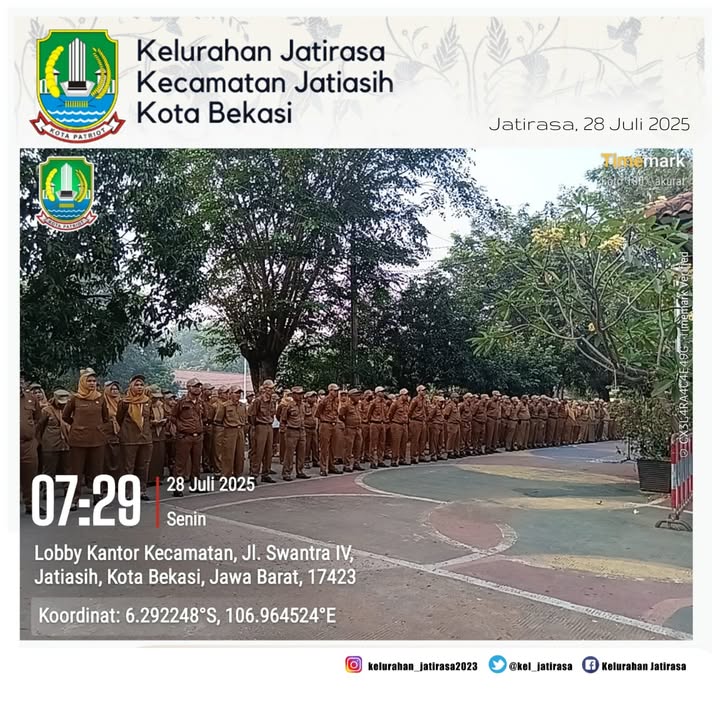 Kelurahan Jatirasa
Kecamatan Jatiasih
Kota Bekasi
KOTA PATRIOT
Jatirasa, 28 Juli 2025
Timemark
Foto 100% akurat
KOTA PATRIOT
07:29
28 Juli 2025
Senin
Lobby Kantor Kecamatan, Jl. Swantra IV,
Jatiasih, Kota Bekasi, Jawa Barat, 17423
Koordinat: 6.292248°S, 106.964524°E
Timemark Verified
kelurahan_jatirasa2023
@kel_jatirasa
Kelurahan Jatirasa